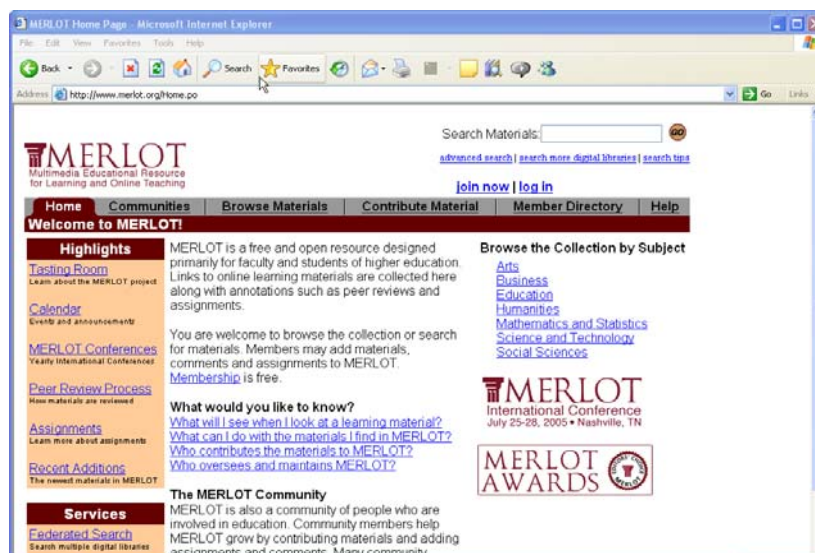 MERLOT Home Page - Microsoft Internet Explorer
File Edit View Favorites Tools Help
Back Search Favorites
Address http://www.merlot.org/Home.po Go Links
Search Materials: GO
advanced search | search more digital libraries | search tips
MERLOT
Multimedia Educational Resource
for Learning and Online Teaching
join now | log in
Home Communities Browse Materials Contribute Material Member Directory Help
Welcome to MERLOT!
Highlights
Tasting Room
Learn about the MERLOT project
Calendar
Events and announcements
MERLOT Conferences
Yearly International Conferences
Peer Review Process
How materials are reviewed
Assignments
Learn more about assignments
Recent Additions
The newest materials in MERLOT
Services
Federated Search
Search multiple digital libraries
MERLOT is a free and open resource designed
primarily for faculty and students of higher education.
Links to online learning materials are collected here
along with annotations such as peer reviews and
assignments.
You are welcome to browse the collection or search
for materials. Members may add materials,
comments and assignments to MERLOT.
Membership is free.
What would you like to know?
What will I see when I look at a learning material?
What can I do with the materials I find in MERLOT?
Who contributes the materials to MERLOT?
Who oversees and maintains MERLOT?
The MERLOT Community
MERLOT is also a community of people who are
involved in education. Community members help
MERLOT grow by contributing materials and adding
assignments and comments. Many community
Browse the Collection by Subject
Arts
Business
Education
Humanities
Mathematics and Statistics
Science and Technology
Social Sciences
MERLOT
International Conference
July 25-28, 2005 • Nashville, TN
MERLOT
AWARDS